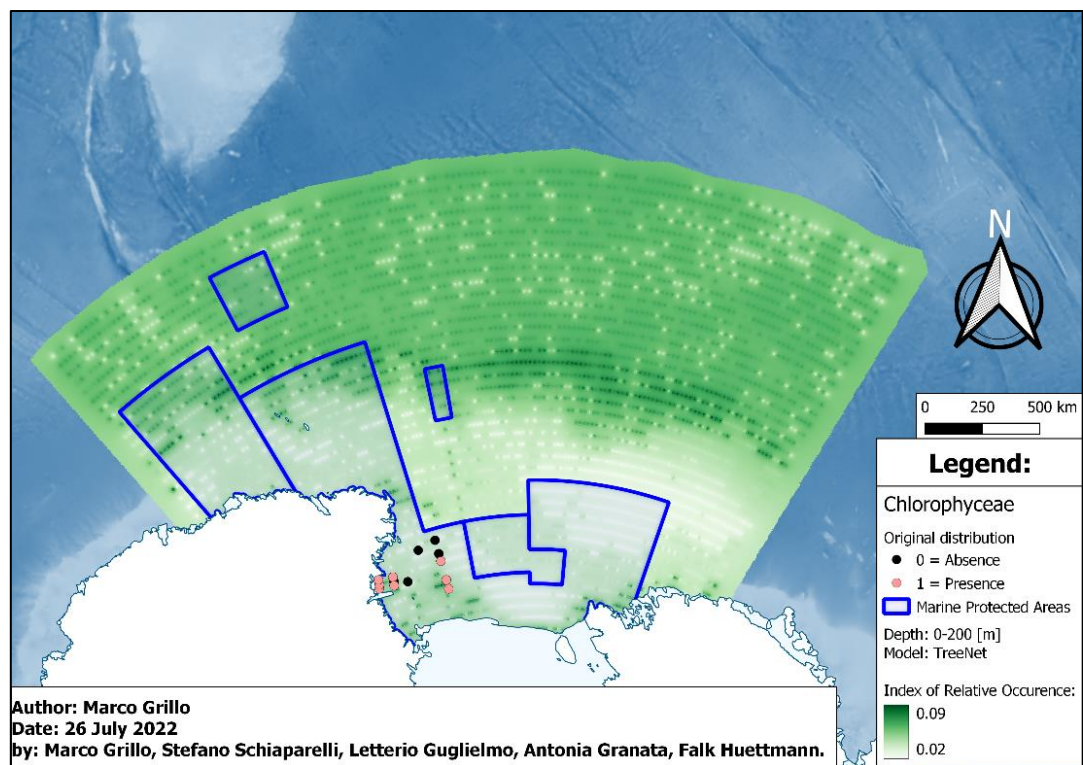 N
0 250 500 km
Legend:
Chlorophyceae
Original distribution
0 = Absence
1 = Presence
Marine Protected Areas
Depth: 0-200 [m]
Model: TreeNet
Index of Relative Occurence:
0.09
0.02
Author: Marco Grillo
Date: 26 July 2022
by: Marco Grillo, Stefano Schiaparelli, Letterio Guglielmo, Antonia Granata, Falk Huettmann.